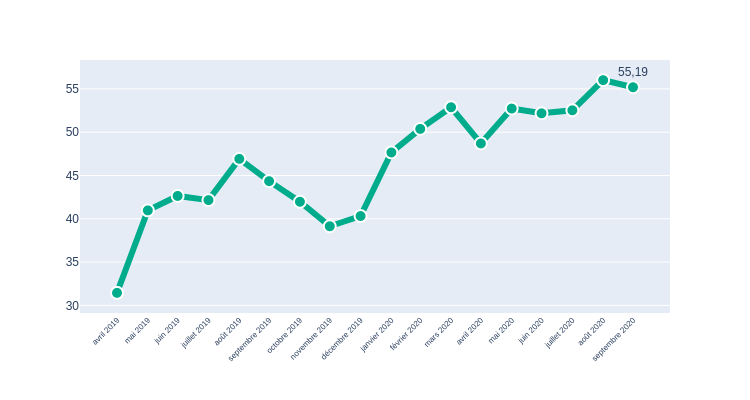 55,19
55
50
45
40
35
30
avril 2019
mai 2019
juin 2019
juillet 2019
août 2019
septembre 2019
octobre 2019
novembre 2019
décembre 2019
janvier 2020
février 2020
mars 2020
avril 2020
mai 2020
juin 2020
juillet 2020
août 2020
septembre 2020